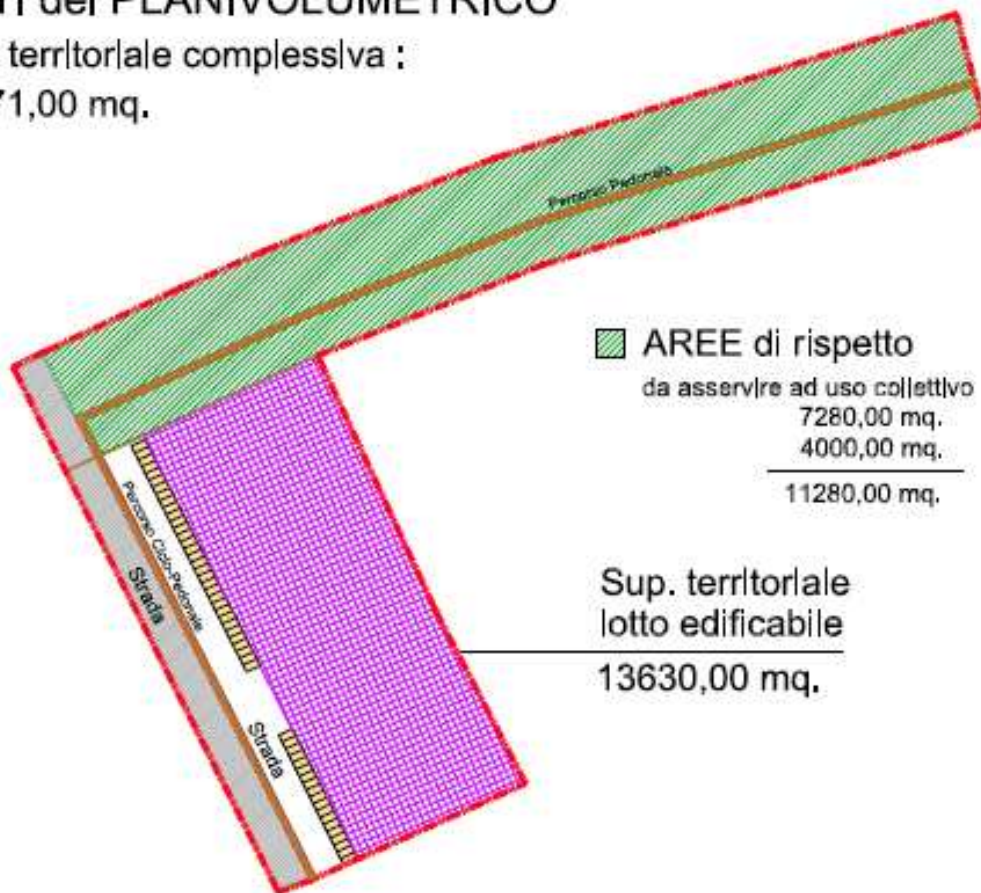 del PLANIVOLUMETRICO
territoriale complessiva :
71,00 mq.
Percorso Pedonale
AREE di rispetto
da asservire ad uso collettivo
7280,00 mq.
4000,00 mq.
11280,00 mq.
Percorso Ciclo-Pedonale
Strada
Sup. territoriale
lotto edificabile
13630,00 mq.
Strada